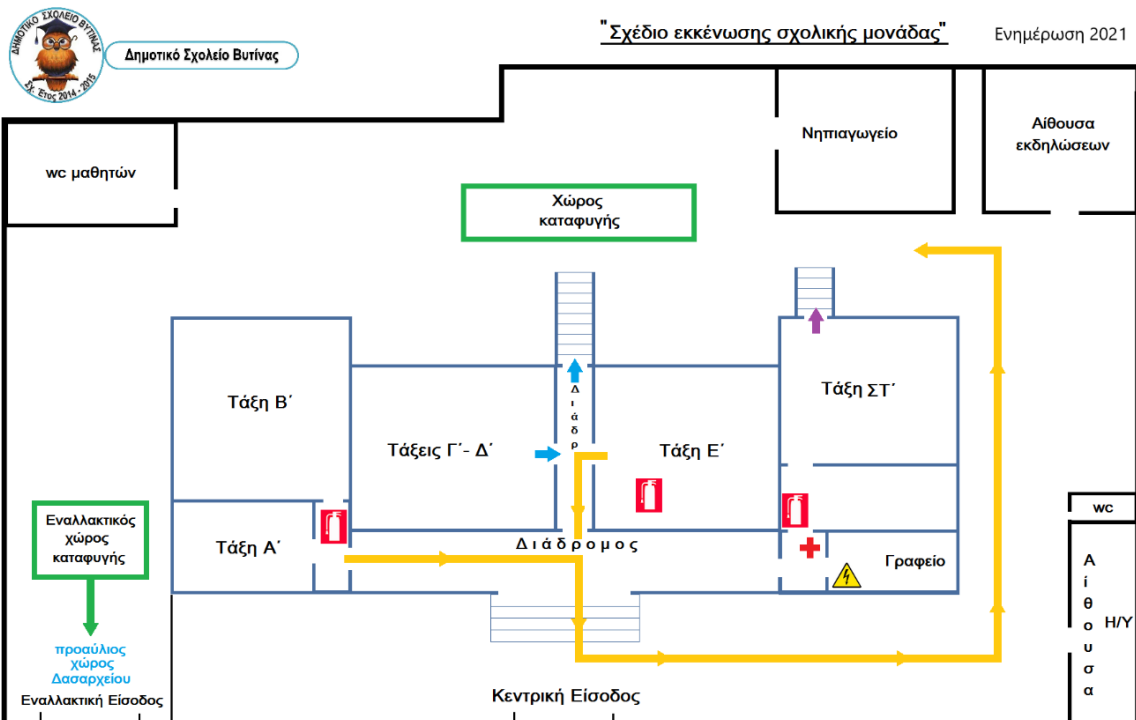 "Σχέδιο εκκένωσης σχολικής μονάδας"
Ενημέρωση 2021
ΔΗΜΟΤΙΚΟ ΣΧΟΛΕΙΟ ΒΥΤΙΝΑΣ
Σχ. Έτος 2014 - 2015
Δημοτικό Σχολείο Βυτίνας
wc μαθητών
Νηπιαγωγείο
Αίθουσα
εκδηλώσεων
Χώρος
καταφυγής
Τάξη Β΄
Τάξεις Γ΄- Δ΄
Διάδρ
Τάξη Ε΄
Τάξη ΣΤ΄
Εναλλακτικός
χώρος
καταφυγής
Τάξη Α΄
Διάδρομος
Γραφείο
wc
Αίθουσα
Η/Υ
προαύλιος
χώρος
Δασαρχείου
Εναλλακτική Είσοδος
Κεντρική Είσοδος